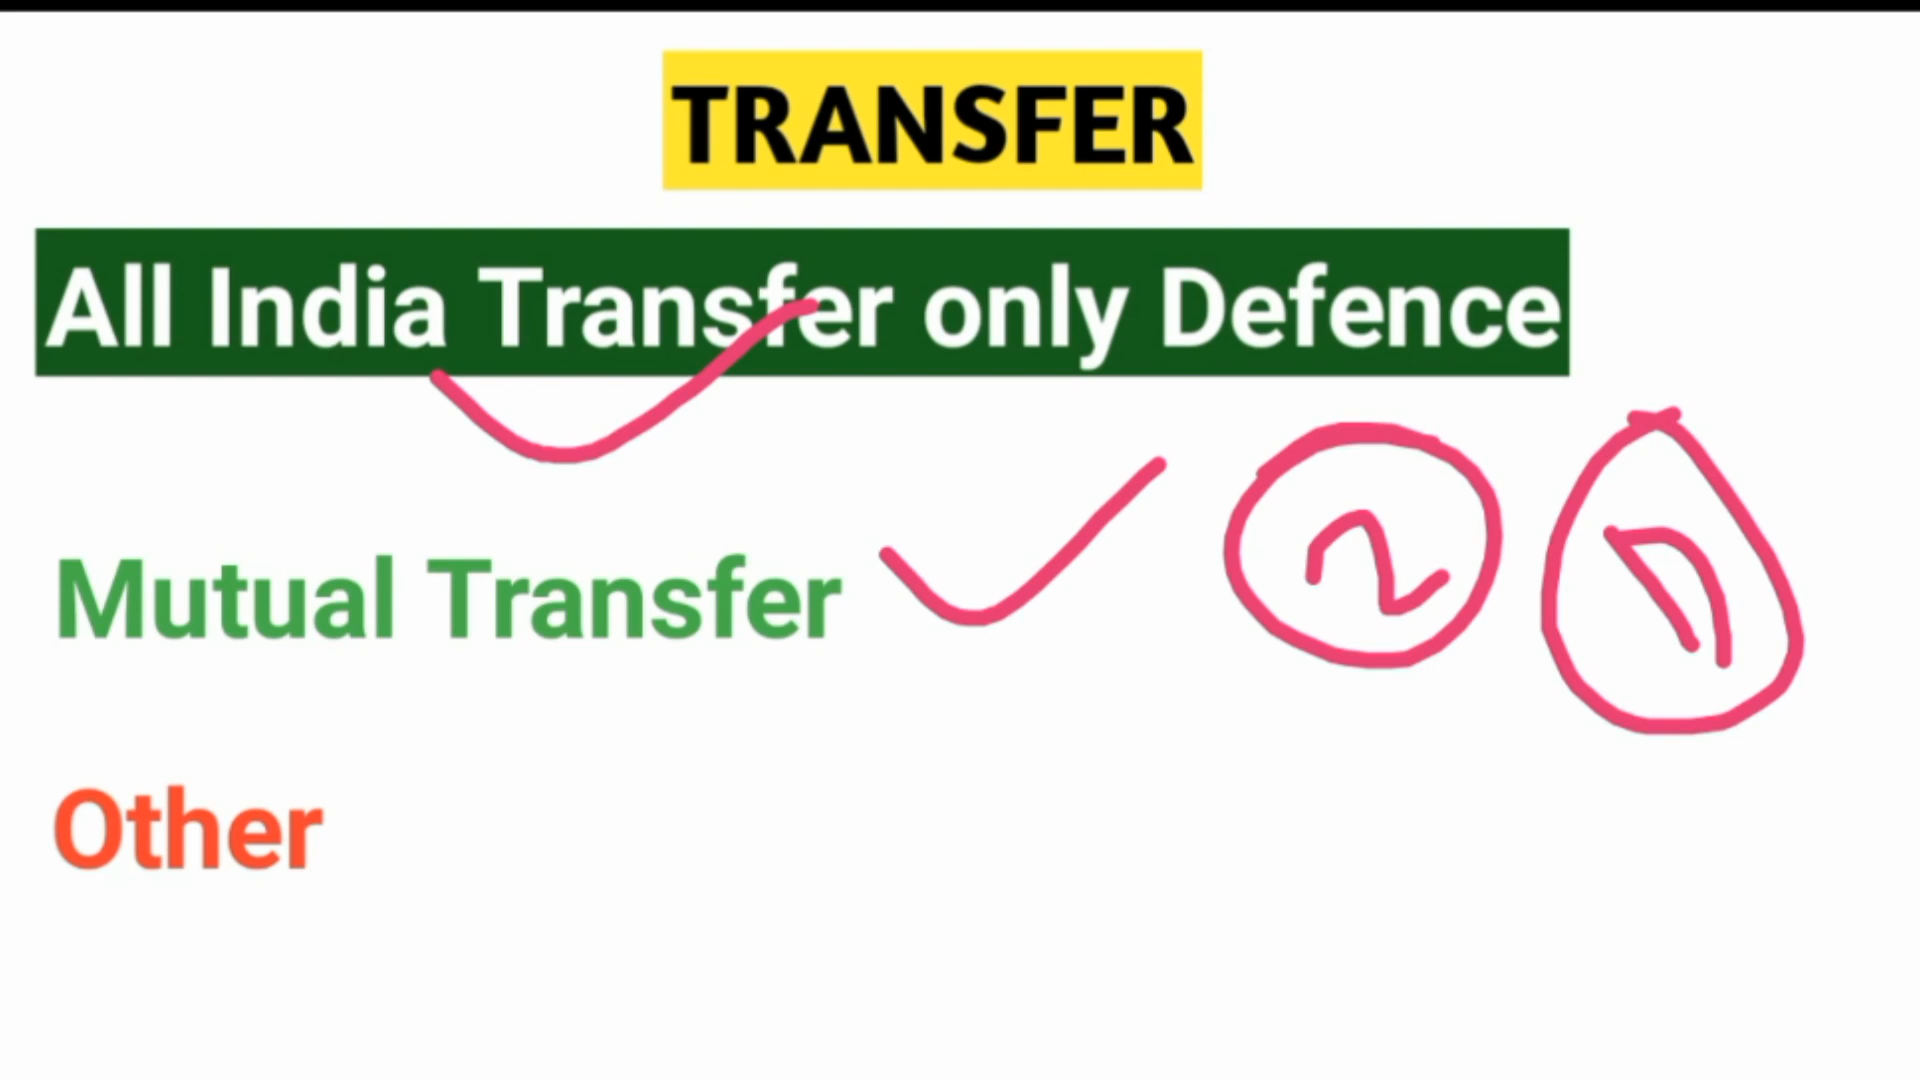 TRANSFER
All India Transfer only Defence
Mutual Transfer
Other